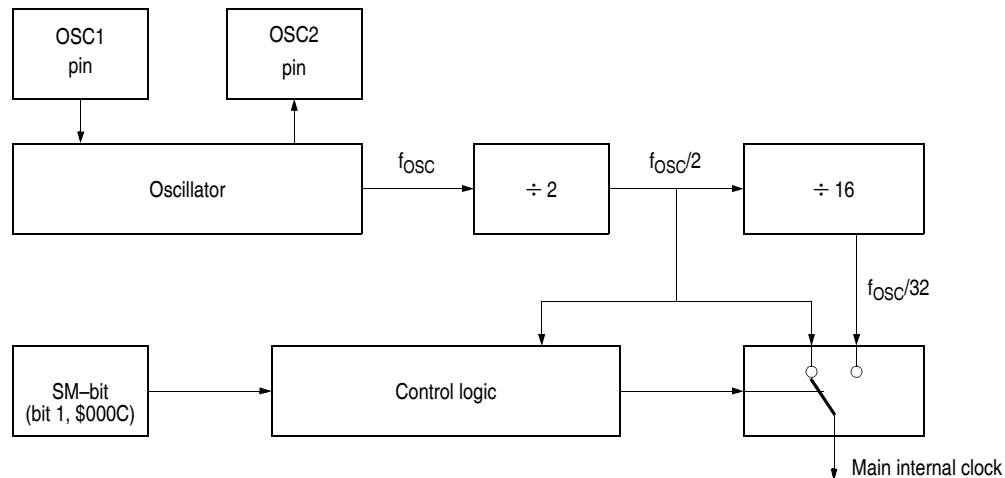 OSC1
pin
OSC2
pin
Oscillator
fOSC
÷ 2
fOSC/2
÷ 16
fOSC/32
SM–bit
(bit 1, $000C)
Control logic
Main internal clock